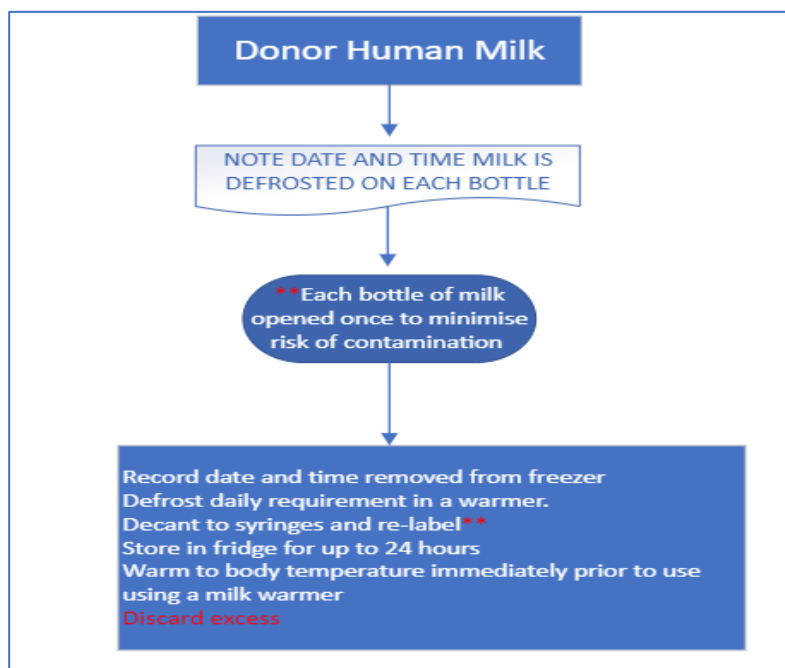 Donor Human Milk
NOTE DATE AND TIME MILK IS
DEFROSTED ON EACH BOTTLE
**Each bottle of milk
opened once to minimise
risk of contamination
Record date and time removed from freezer
Defrost daily requirement in a warmer.
Decant to syringes and re-label**
Store in fridge for up to 24 hours
Warm to body temperature immediately prior to use
using a milk warmer
Discard excess